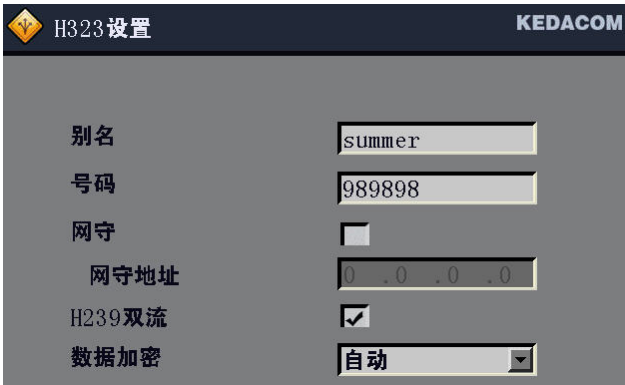 H323设置 KEDACOM
别名 summer
号码 989898
网守
网守地址 0 .0 .0 .0
H239双流
数据加密 自动